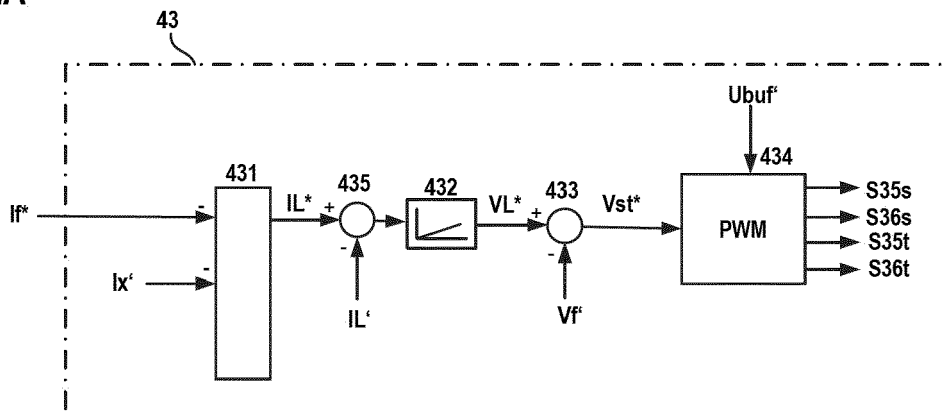 43
Ubuf‘
431
IL*
435
432
VL*
433
Vst*
434
S35s
If*
-
+
+
PWM
S36s
-
-
-
S35t
Ix‘
IL‘
Vf‘
S36t